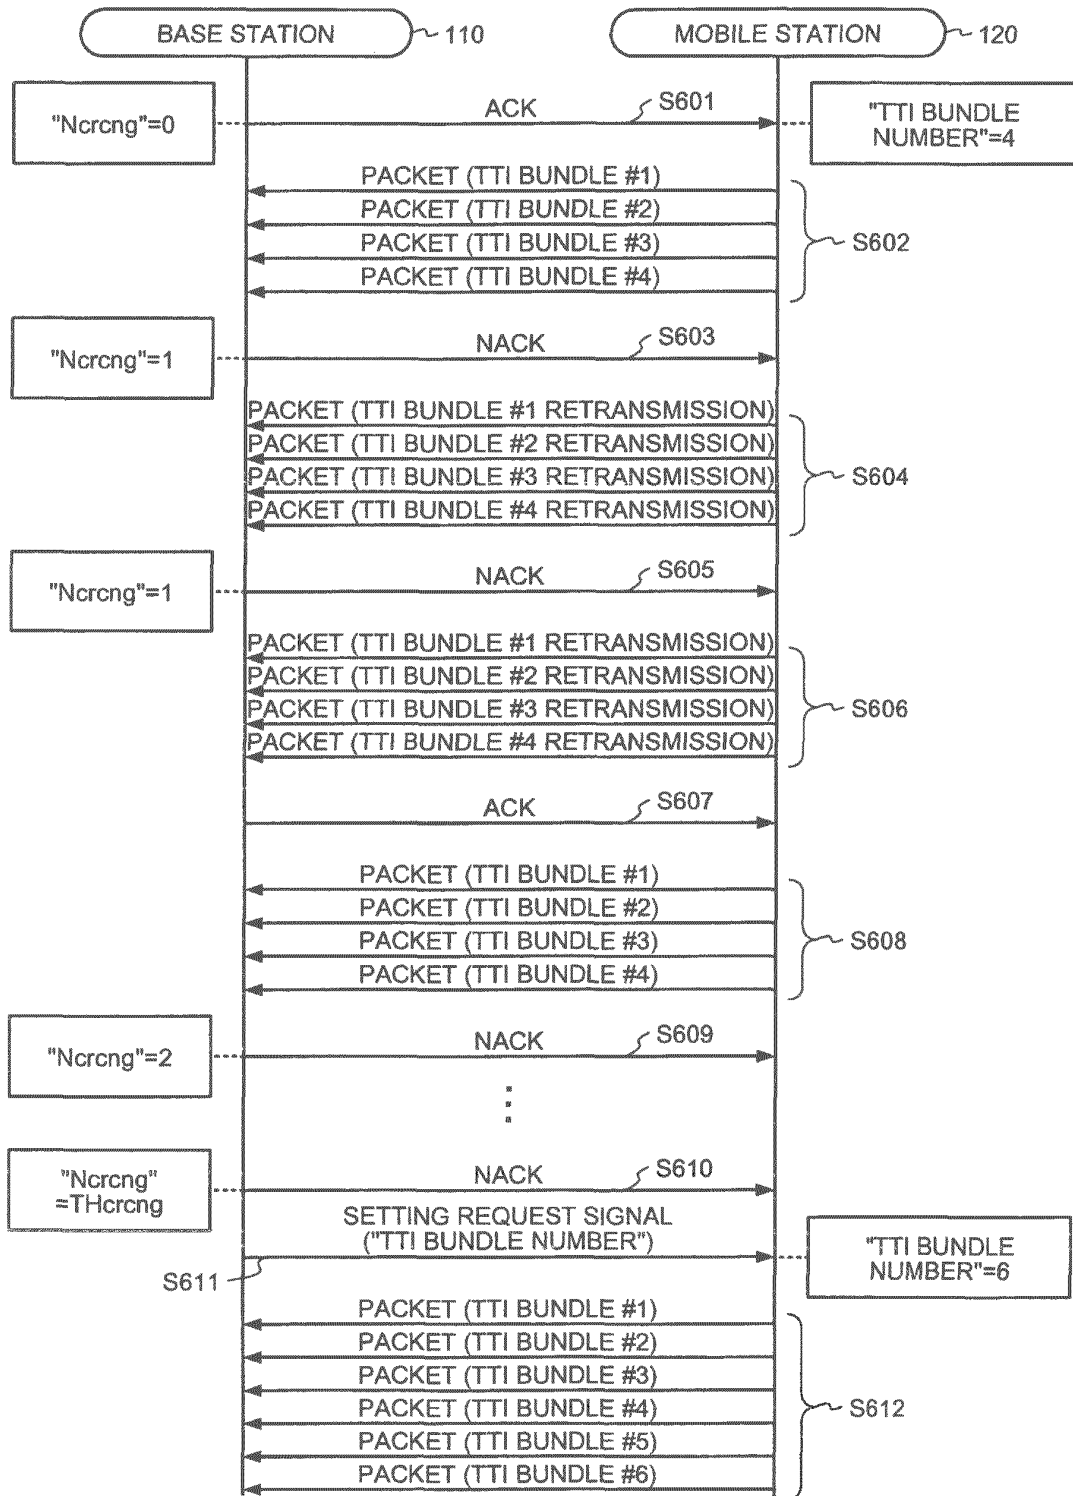 BASE STATION
110
MOBILE STATION
120
"Ncrcng"=0
ACK
S601
"TTI BUNDLE
NUMBER"=4
PACKET (TTI BUNDLE #1)
PACKET (TTI BUNDLE #2)
PACKET (TTI BUNDLE #3)
PACKET (TTI BUNDLE #4)
S602
"Ncrcng"=1
NACK
S603
PACKET (TTI BUNDLE #1 RETRANSMISSION)
PACKET (TTI BUNDLE #2 RETRANSMISSION)
PACKET (TTI BUNDLE #3 RETRANSMISSION)
PACKET (TTI BUNDLE #4 RETRANSMISSION)
S604
"Ncrcng"=1
NACK
S605
PACKET (TTI BUNDLE #1 RETRANSMISSION)
PACKET (TTI BUNDLE #2 RETRANSMISSION)
PACKET (TTI BUNDLE #3 RETRANSMISSION)
PACKET (TTI BUNDLE #4 RETRANSMISSION)
S606
ACK
S607
PACKET (TTI BUNDLE #1)
PACKET (TTI BUNDLE #2)
PACKET (TTI BUNDLE #3)
PACKET (TTI BUNDLE #4)
S608
"Ncrcng"=2
NACK
S609
"Ncrcng"
=THcrcng
NACK
S610
SETTING REQUEST SIGNAL
("TTI BUNDLE NUMBER")
S611
"TTI BUNDLE
NUMBER"=6
PACKET (TTI BUNDLE #1)
PACKET (TTI BUNDLE #2)
PACKET (TTI BUNDLE #3)
PACKET (TTI BUNDLE #4)
PACKET (TTI BUNDLE #5)
PACKET (TTI BUNDLE #6)
S612